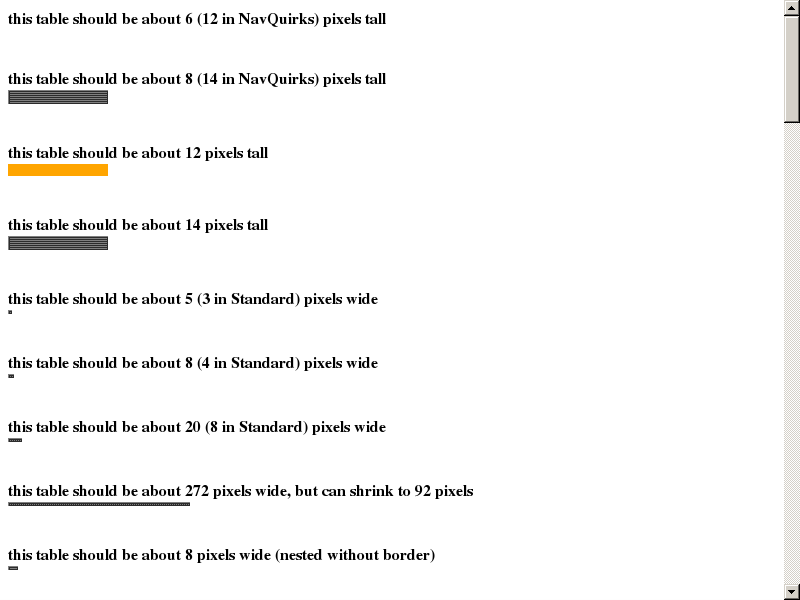 this table should be about 6 (12 in NavQuirks) pixels tall
this table should be about 8 (14 in NavQuirks) pixels tall
this table should be about 12 pixels tall
this table should be about 14 pixels tall
this table should be about 5 (3 in Standard) pixels wide
this table should be about 8 (4 in Standard) pixels wide
this table should be about 20 (8 in Standard) pixels wide
this table should be about 272 pixels wide, but can shrink to 92 pixels
this table should be about 8 pixels wide (nested without border)